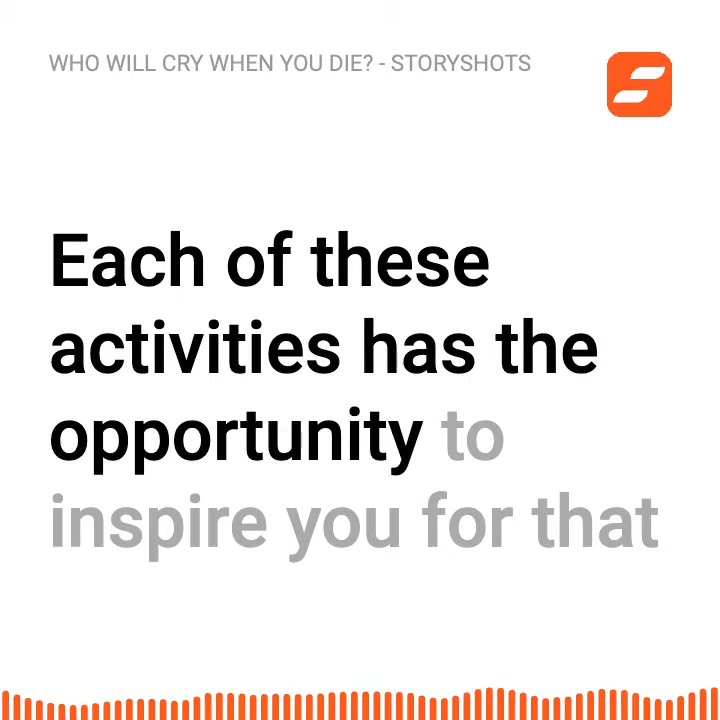 WHO WILL CRY WHEN YOU DIE? - STORYSHOTS
Each of these
activities has the
opportunity to
inspire you for that